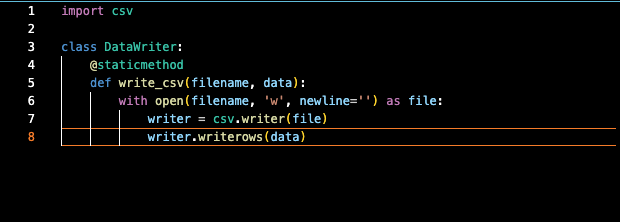 1 import csv
2
3 class DataWriter:
4     @staticmethod
5     def write_csv(filename, data):
6         with open(filename, 'w', newline='') as file:
7             writer = csv.writer(file)
8             writer.writerows(data)